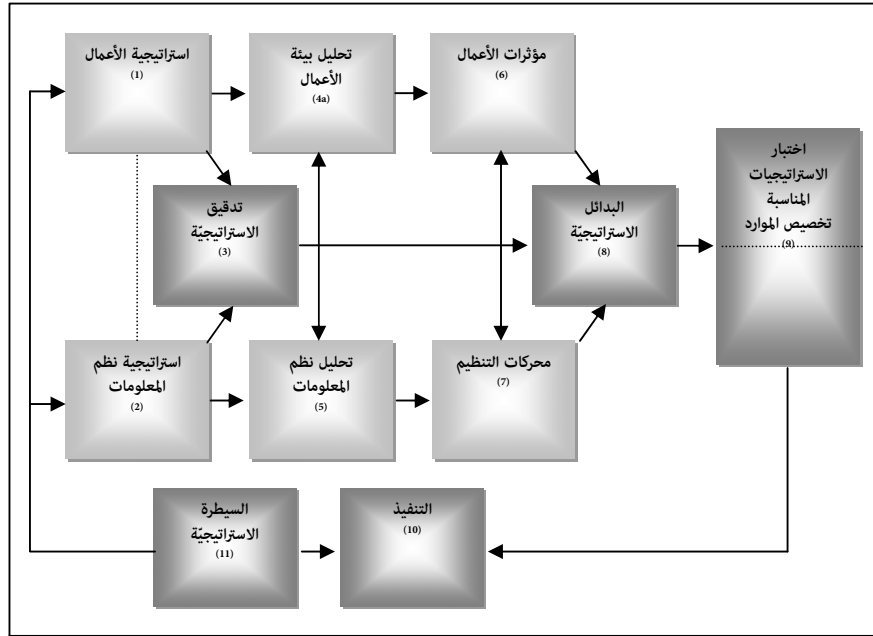 استراتيجية الأعمال
(1)
تحليل بيئة
الأعمال
(4a)
مؤثرات الأعمال
(6)
تدقيق
الاستراتيجيّة
(3)
البدائل
الاستراتيجيّة
(8)
اختبار
الاستراتيجيات
المناسبة
تخصيص الموارد
(9)
استراتيجية نظم
المعلومات
(2)
تحليل نظم
المعلومات
(5)
محركات التنظيم
(7)
السيطرة
الاستراتيجيّة
(11)
التنفيذ
(10)